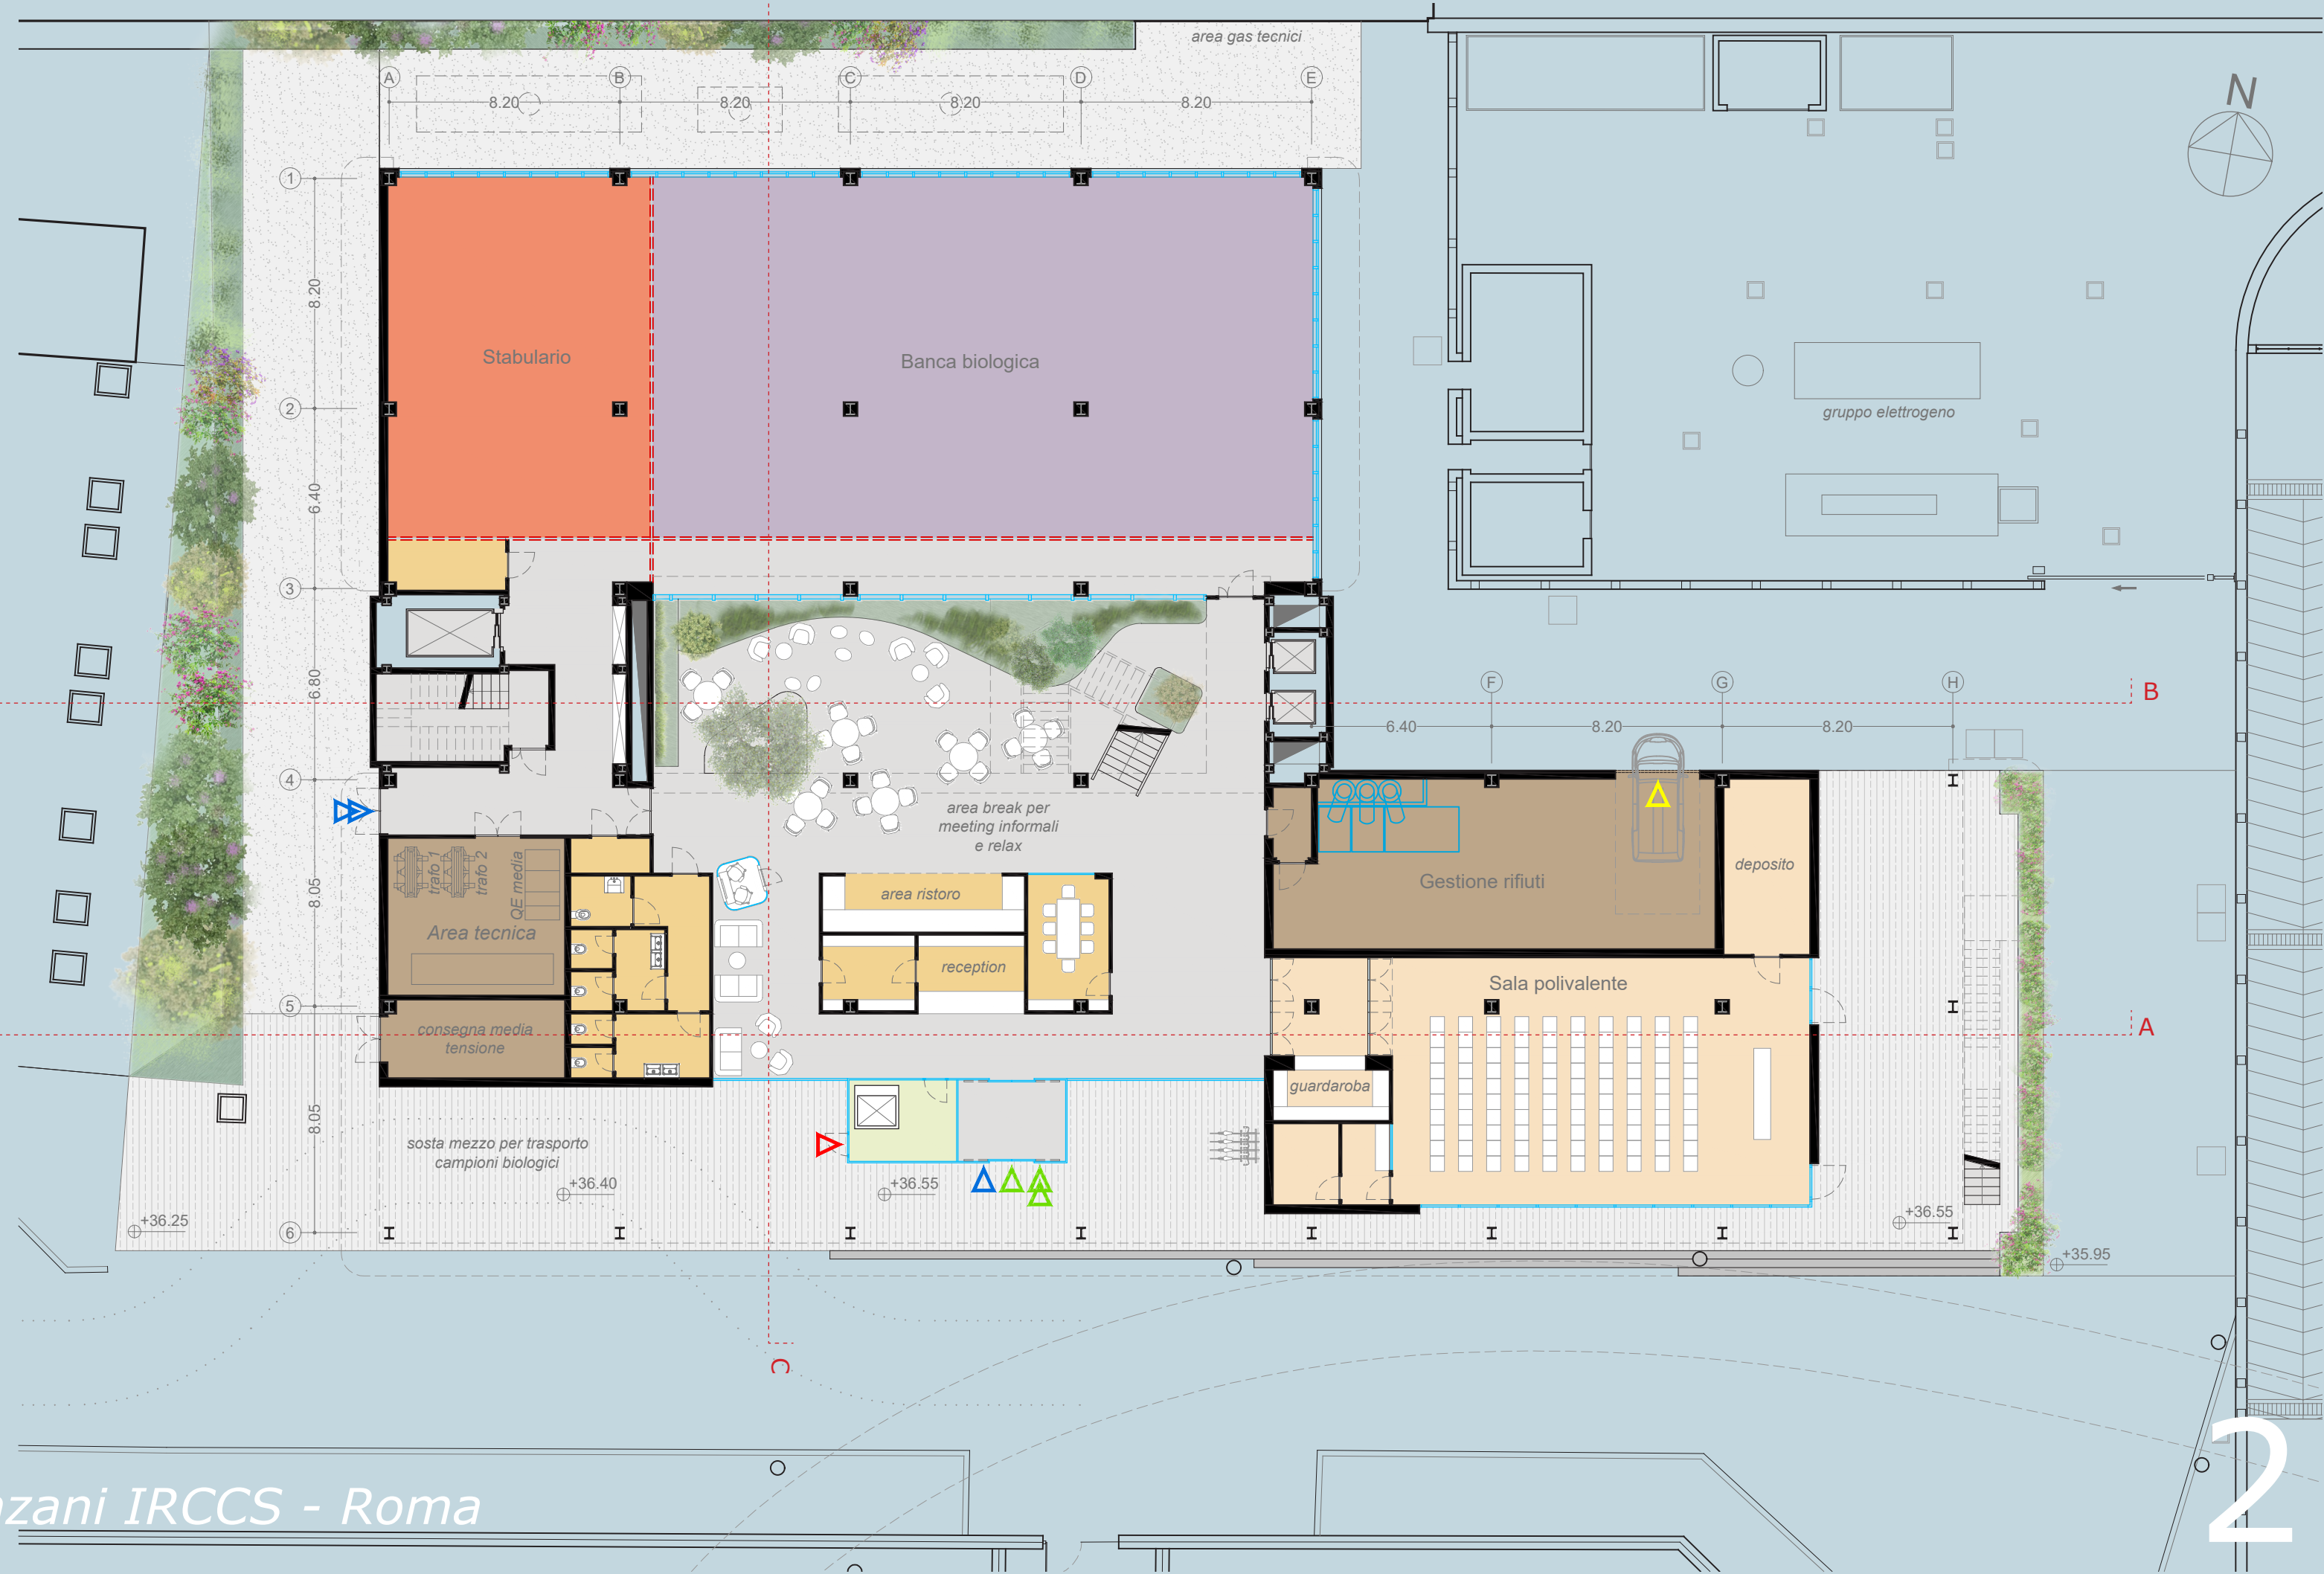 area gas tecnici
A
B
C
D
E
8.20
8.20
8.20
8.20
N
1
8.20
Stabulario
Banca biologica
2
gruppo elettrogeno
6.40
3
6.80
F
G
H
B
6.40
8.20
8.20
4
area break per
meeting informali
e relax
trafo 1
trafo 2
QE media
Area tecnica
8.05
area ristoro
Gestione rifiuti
deposito
reception
Sala polivalente
5
consegna media
tensione
A
guardaroba
8.05
sosta mezzo per trasporto
campioni biologici
+36.40
+36.55
+36.25
+36.55
6
+35.95
C
zani IRCCS - Roma
2